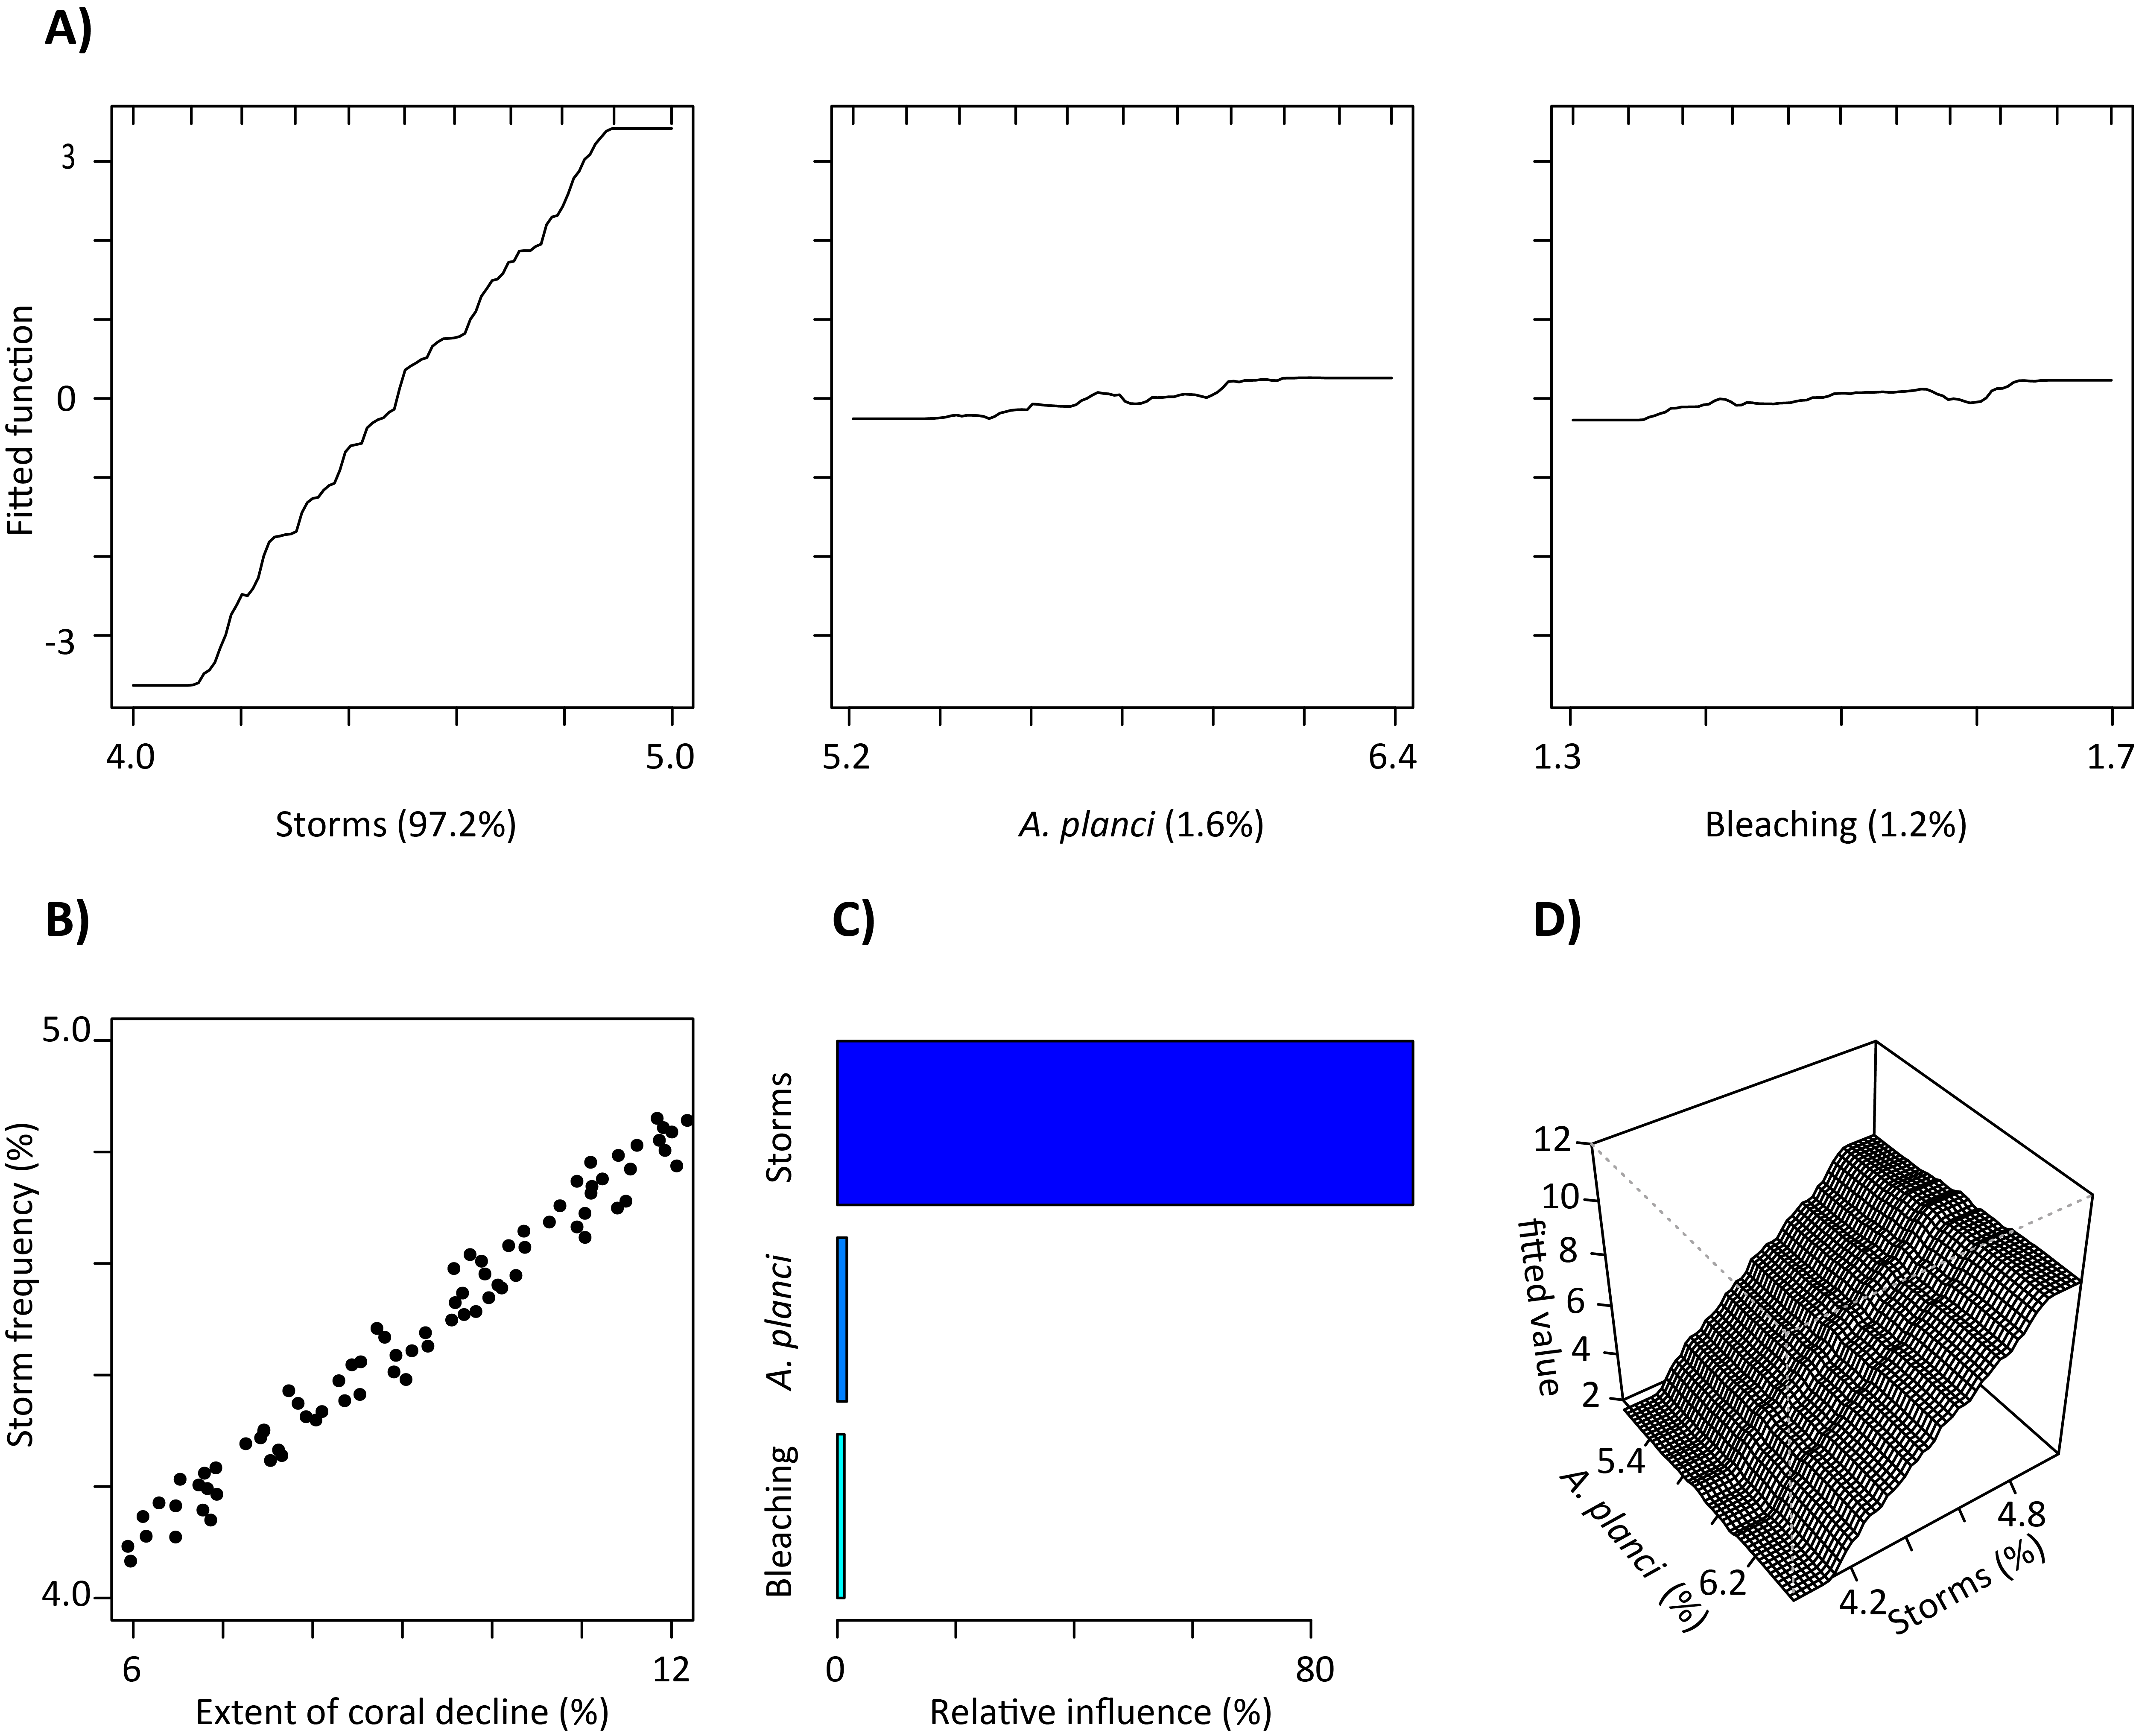 A)
3
0
-3
Fitted function
4.0 5.0
5.2 6.4
1.3 1.7
Storms (97.2%)
A. planci (1.6%)
Bleaching (1.2%)
B)
5.0
4.0
Storm frequency (%)
6 12
Extent of coral decline (%)
C)
Storms
A. planci
Bleaching
0 80
Relative influence (%)
D)
12
10
8
6
4
2
fitted value
5.4
6.2
A. planci (%)
4.2
4.8
Storms (%)